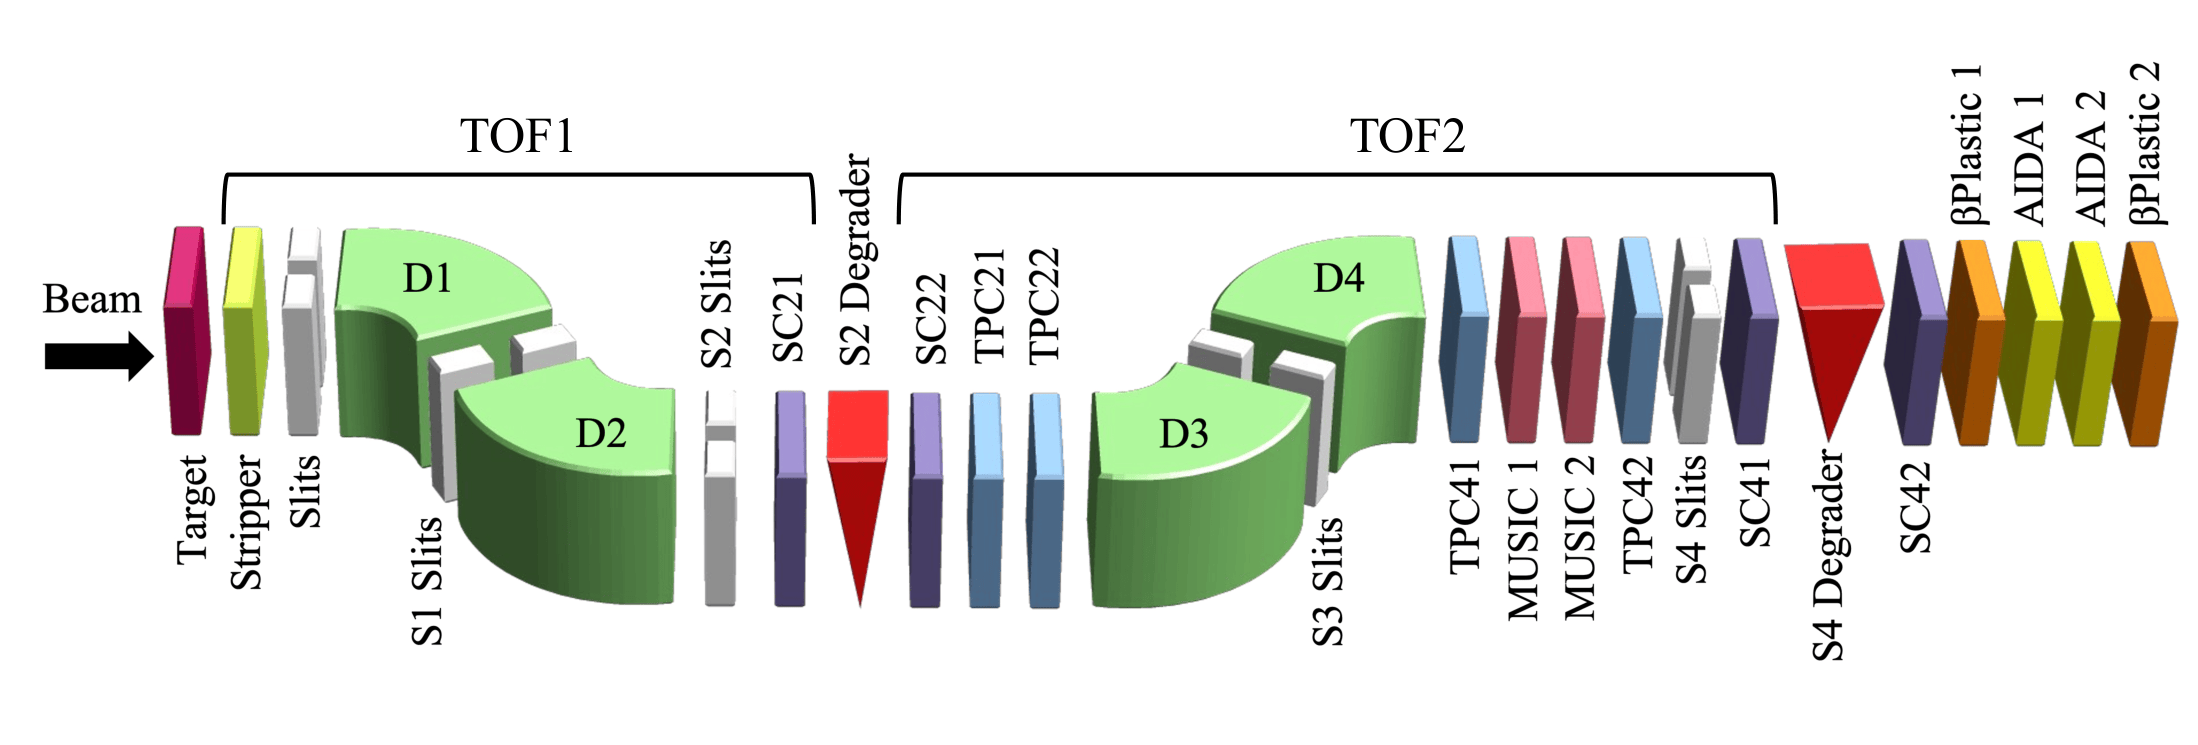 TOF1
TOF2
Beam
Target
Stripper
Slits
D1
S1 Slits
D2
S2 Slits
SC21
S2 Degrader
SC22
TPC21
TPC22
D3
S3 Slits
D4
TPC41
MUSIC 1
MUSIC 2
TPC42
S4 Slits
SC41
S4 Degrader
SC42
βPlastic 1
AIDA 1
AIDA 2
βPlastic 2